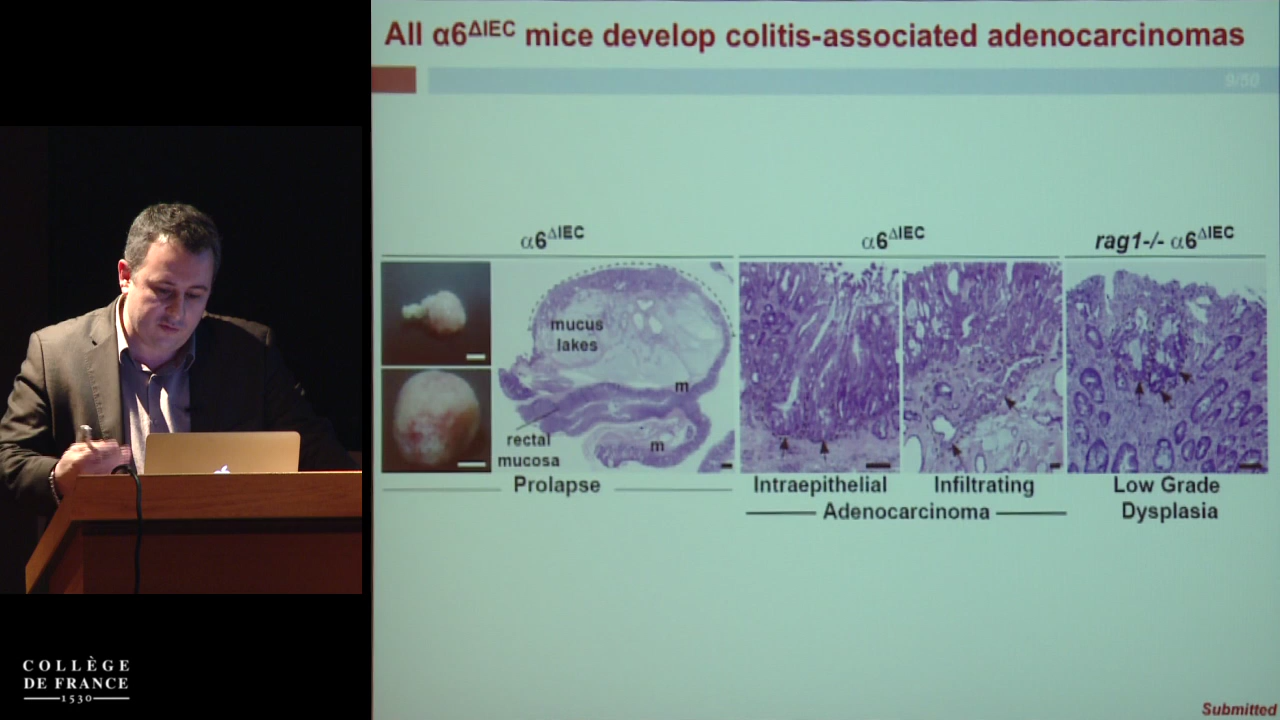 All α6ΔIEC mice develop colitis-associated adenocarcinomas
9/50
α6ΔIEC
α6ΔIEC
rag1-/- α6ΔIEC
mucus
lakes
m
rectal
mucosa
m
Prolapse
Intraepithelial
Infiltrating
Adenocarcinoma
Low Grade
Dysplasia
COLLÈGE
DE FRANCE
1530
Submitted